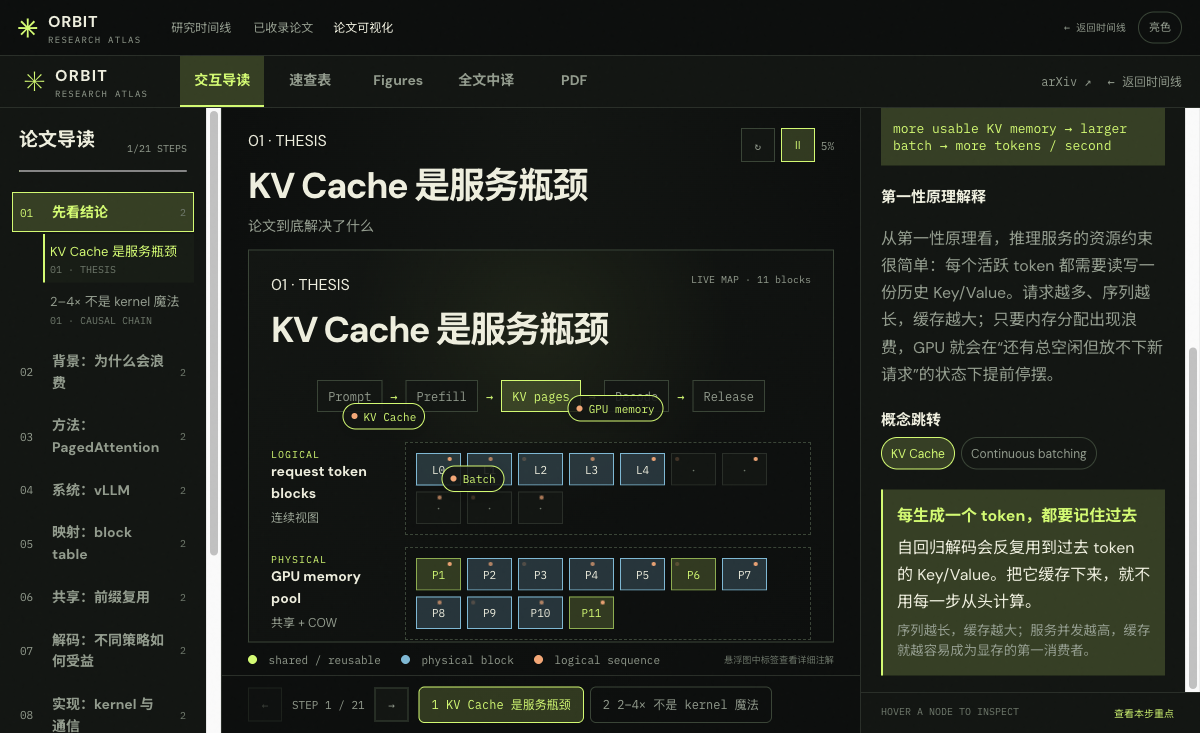 ORBIT
RESEARCH ATLAS
研究时间线
已收录论文
论文可视化
← 返回时间线
亮色
ORBIT
RESEARCH ATLAS
交互导读
速查表
Figures
全文中译
PDF
arXiv ↗
← 返回时间线
论文导读
1/21 STEPS
01 先看结论 2
KV Cache 是服务瓶颈
01 · THESIS
2–4× 不是 kernel 魔法
01 · CAUSAL CHAIN
02 背景：为什么会浪费 2
03 方法：PagedAttention 2
04 系统：vLLM 2
05 映射：block table 2
06 共享：前缀复用 2
07 解码：不同策略如何受益 2
08 实现：kernel 与通信 2
01 · THESIS
↻
II
5%
KV Cache 是服务瓶颈
论文到底解决了什么
01 · THESIS
LIVE MAP · 11 blocks
KV Cache 是服务瓶颈
Prompt → Prefill → KV pages → Decode → Release
KV Cache
GPU memory
Batch
LOGICAL
request token
blocks
连续视图
L0
L2
L3
L4
PHYSICAL
GPU memory
pool
共享 + COW
P1 P2 P3 P4 P5 P6 P7
P8 P9 P10 P11
shared / reusable
physical block
logical sequence
悬浮图中标签查看详细注解
←
STEP 1 / 21
→
1 KV Cache 是服务瓶颈
2 2–4× 不是 kernel 魔法
more usable KV memory → larger
batch → more tokens / second
第一性原理解释
从第一性原理看，推理服务的资源约束
很简单：每个活跃 token 都需要读写一
份历史 Key/Value。请求越多、序列越
长，缓存越大；只要内存分配出现浪
费，GPU 就会在“还有总空闲但放不下新
请求”的状态下提前停摆。
概念跳转
KV Cache
Continuous batching
每生成一个 token，都要记住过去
自回归解码会反复用到过去 token
的 Key/Value。把它缓存下来，就不
用每一步从头计算。
序列越长，缓存越大；服务并发越高，缓存
就越容易成为显存的第一消费者。
HOVER A NODE TO INSPECT
查看本步重点